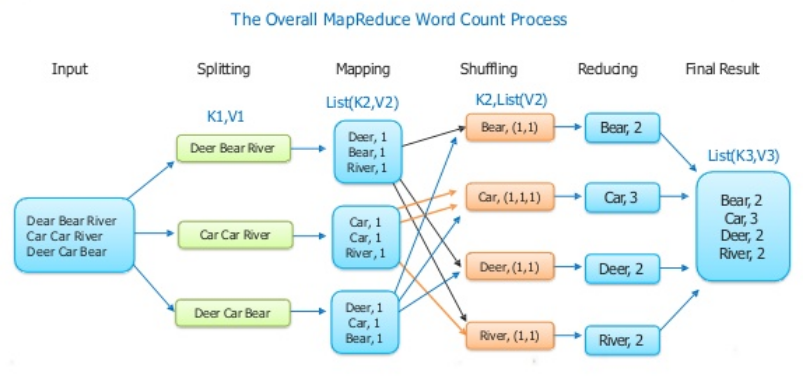 The Overall MapReduce Word Count Process
Input
Splitting
Mapping
Shuffling
Reducing
Final Result
K1,V1
List(K2,V2)
K2,List(V2)
List(K3,V3)
Dear Bear River
Car Car River
Deer Car Bear
Deer Bear River
Car Car River
Deer Car Bear
Deer, 1
Bear, 1
River, 1
Car, 1
Car, 1
River, 1
Deer, 1
Car, 1
Bear, 1
Bear, (1,1)
Car, (1,1,1)
Deer, (1,1)
River, (1,1)
Bear, 2
Car, 3
Deer, 2
River, 2
Bear, 2
Car, 3
Deer, 2
River, 2